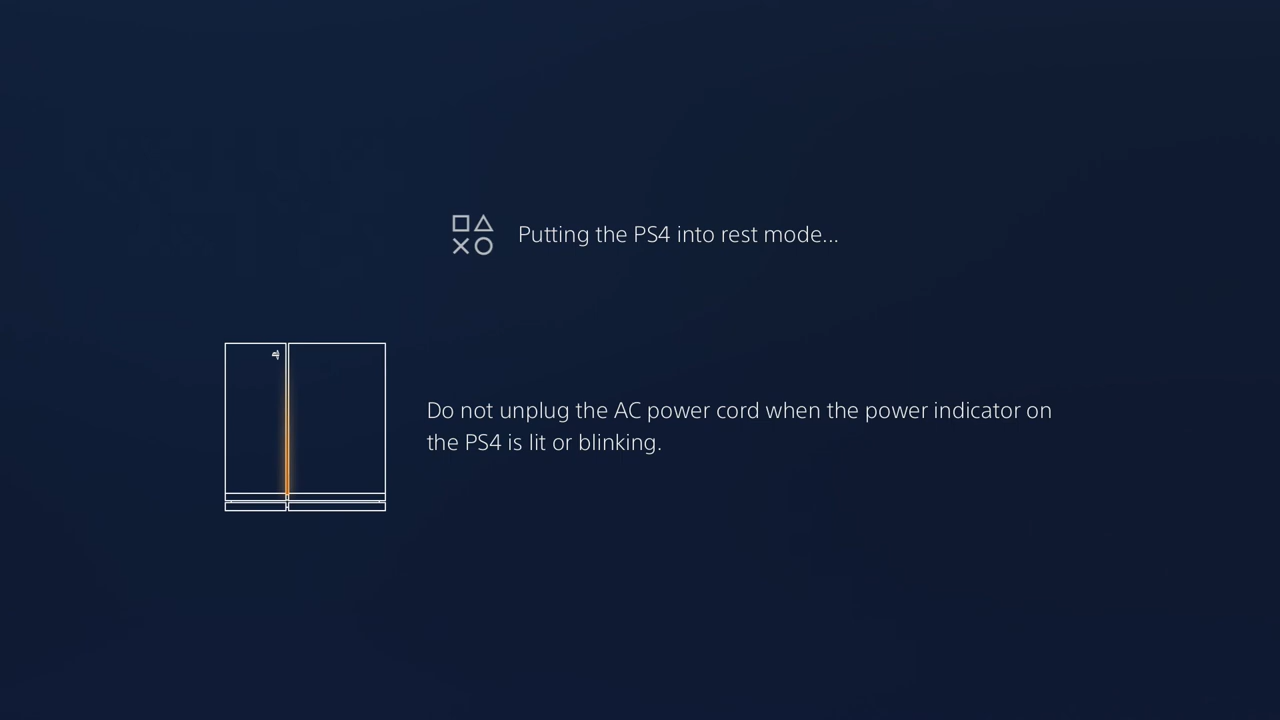 Putting the PS4 into rest mode...
Do not unplug the AC power cord when the power indicator on
the PS4 is lit or blinking.